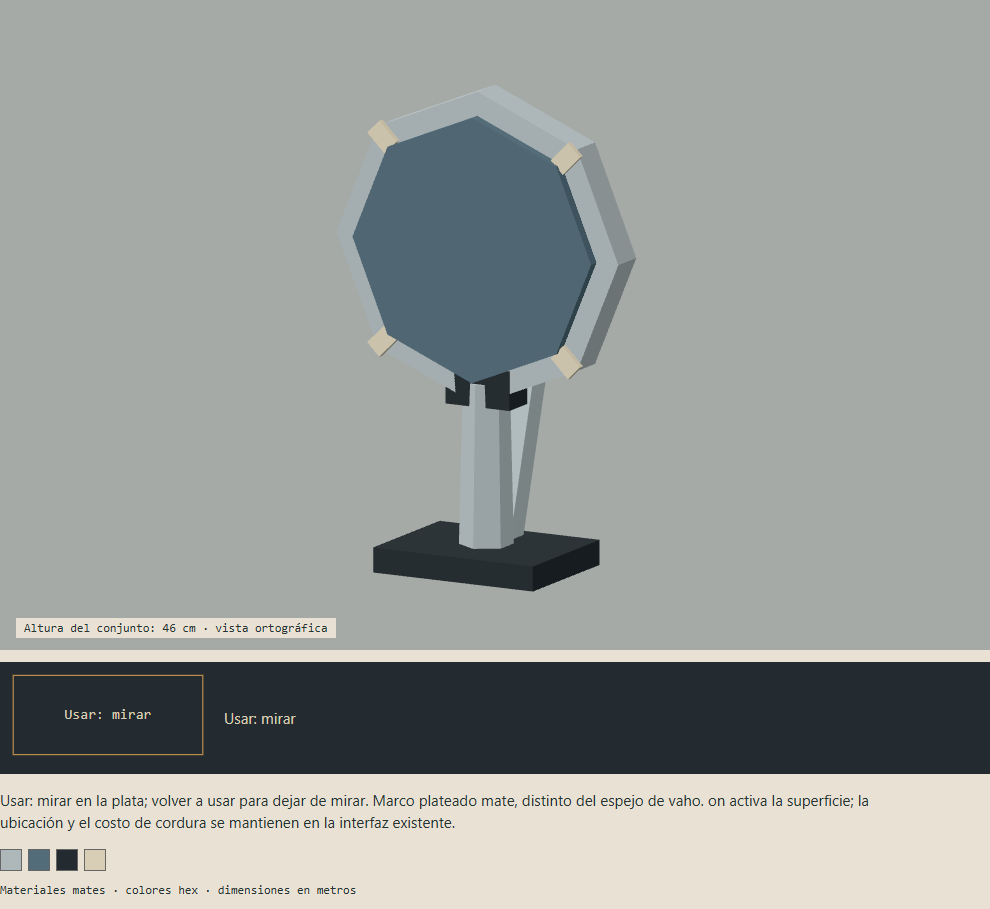 Altura del conjunto: 46 cm · vista ortográfica
Usar: mirar
Usar: mirar
Usar: mirar en la plata; volver a usar para dejar de mirar. Marco plateado mate, distinto del espejo de vaho. on activa la superficie; la
ubicación y el costo de cordura se mantienen en la interfaz existente.
Materiales mates · colores hex · dimensiones en metros